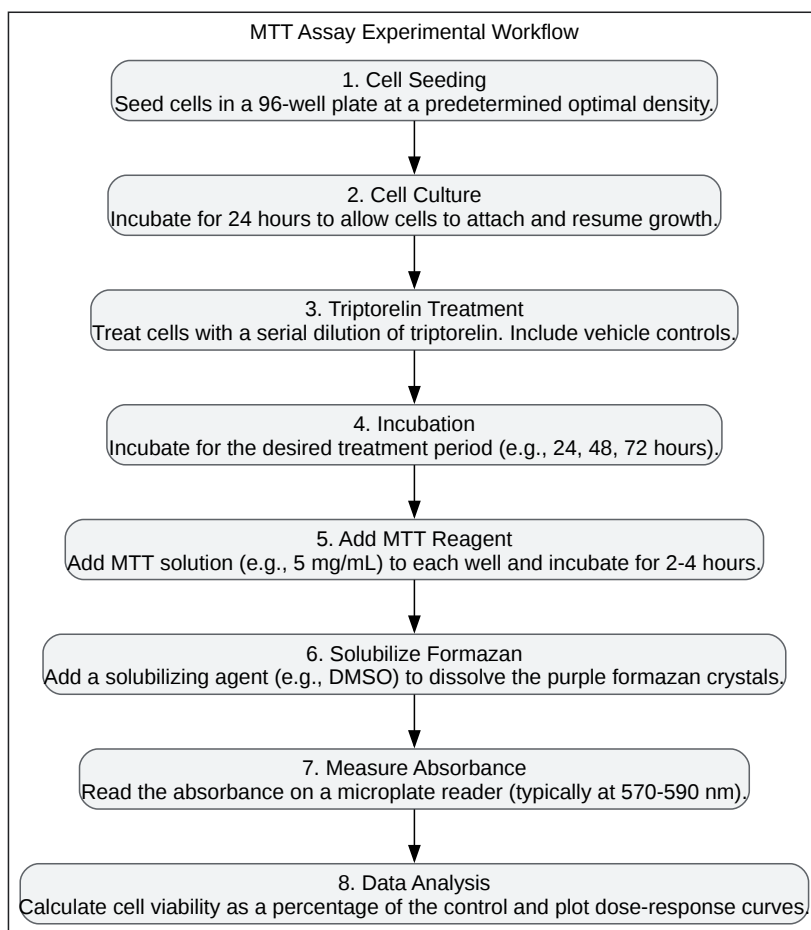 MTT Assay Experimental Workflow
1. Cell Seeding
Seed cells in a 96-well plate at a predetermined optimal density.
2. Cell Culture
Incubate for 24 hours to allow cells to attach and resume growth.
3. Triptorelin Treatment
Treat cells with a serial dilution of triptorelin. Include vehicle controls.
4. Incubation
Incubate for the desired treatment period (e.g., 24, 48, 72 hours).
5. Add MTT Reagent
Add MTT solution (e.g., 5 mg/mL) to each well and incubate for 2-4 hours.
6. Solubilize Formazan
Add a solubilizing agent (e.g., DMSO) to dissolve the purple formazan crystals.
7. Measure Absorbance
Read the absorbance on a microplate reader (typically at 570-590 nm).
8. Data Analysis
Calculate cell viability as a percentage of the control and plot dose-response curves.